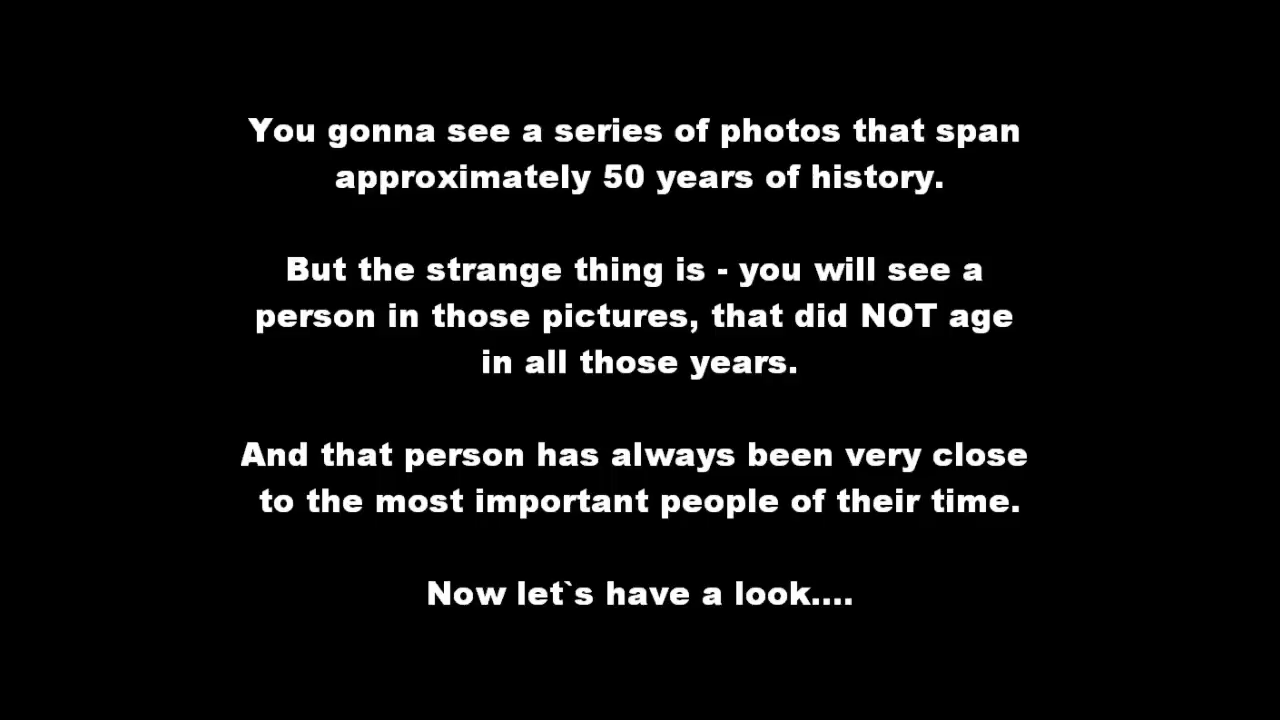 You gonna see a series of photos that span
approximately 50 years of history.
But the strange thing is - you will see a
person in those pictures, that did NOT age
in all those years.
And that person has always been very close
to the most important people of their time.
Now let`s have a look....